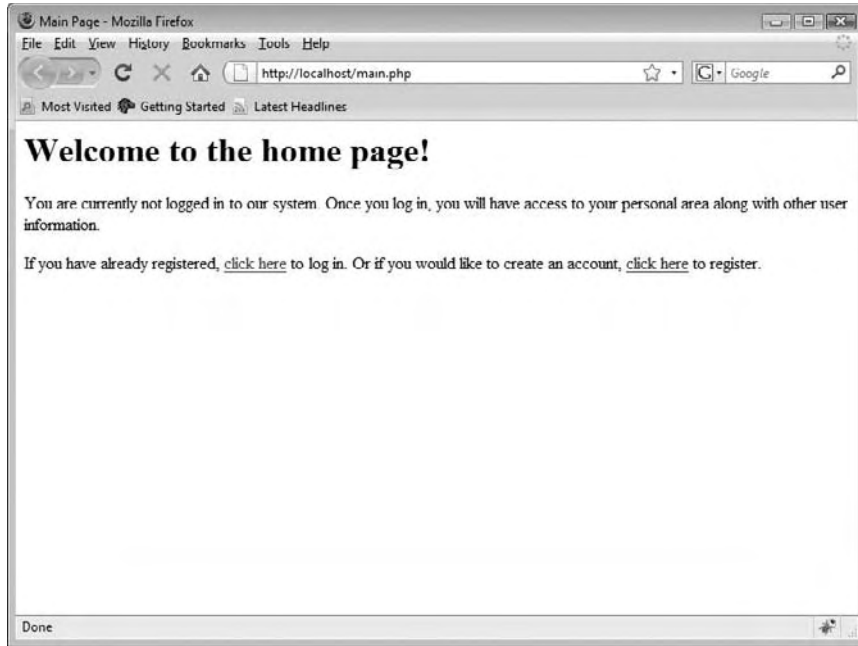 Main Page - Mozilla Firefox
File Edit View History Bookmarks Tools Help
http://localhost/main.php
G Google
Most Visited Getting Started Latest Headlines
Welcome to the home page!
You are currently not logged in to our system. Once you log in, you will have access to your personal area along with other user
information.
If you have already registered, click here to log in. Or if you would like to create an account, click here to register.
Done